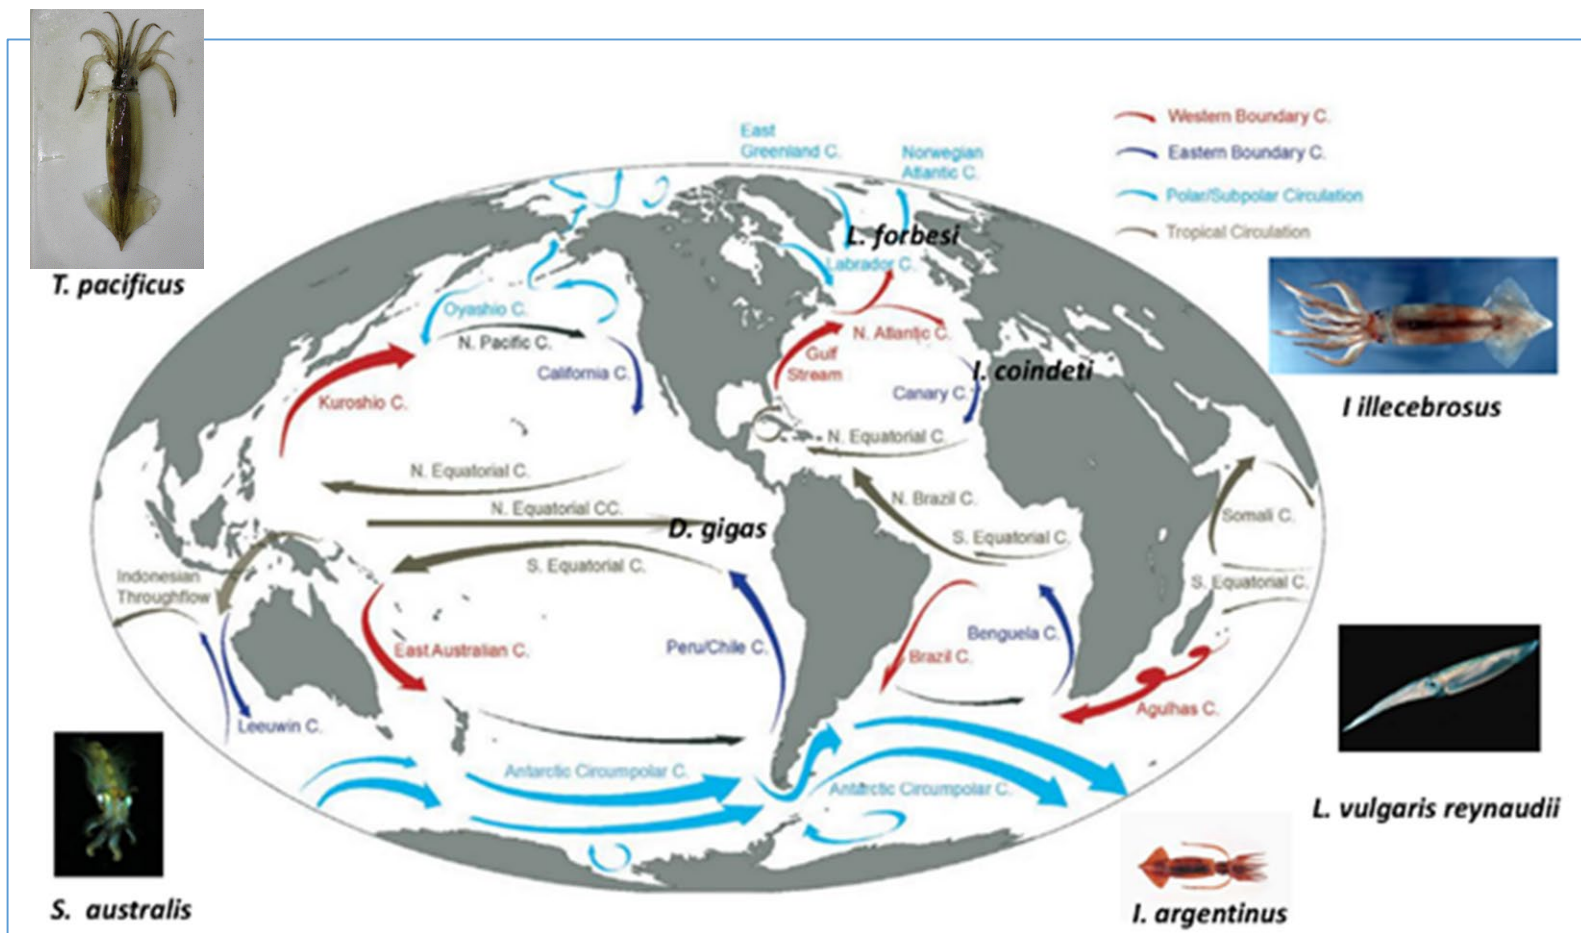 East
Greenland C.
Norwegian
Atlantic C.
Western Boundary C.
Eastern Boundary C.
Polar/Subpolar Circulation
Tropical Circulation
T. pacificus
L. forbesi
Labrador C.
Oyashio C.
N. Pacific C.
N. Atlantic C.
Gulf
Stream
California C.
Kuroshio C.
I. coindeti
Canary C.
I illecebrosus
N. Equatorial C.
N. Equatorial C.
N. Equatorial CC.
N. Brazil C.
D. gigas
S. Equatorial C.
Somali C.
S. Equatorial C.
Indonesian
Throughflow
S. Equatorial C.
East Australian C.
Peru/Chile C.
Benguela C.
Brazil C.
Agulhas C.
Leeuwin C.
Antarctic Circumpolar C.
Antarctic Circumpolar C.
L. vulgaris reynaudii
S. australis
I. argentinus